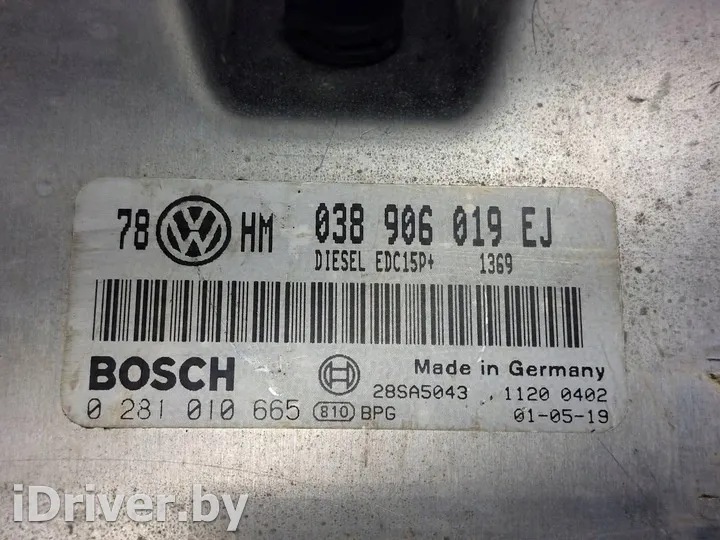 78 HM 038 906 019 EJ
DIESEL EDC15P+ 1369
BOSCH Made in Germany
28SA5043 . 1120 0402
0 281 010 665 810 BPG 01-05-19
iDriver.by